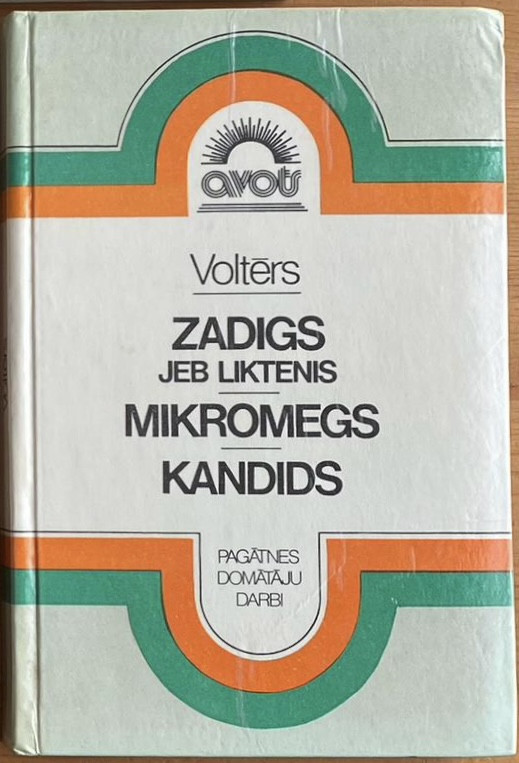 avots
Voltērs
ZADIGS
JEB LIKTENIS
MIKROMEGS
KANDIDS
PAGĀTNES
DOMĀTĀJU
DARBI